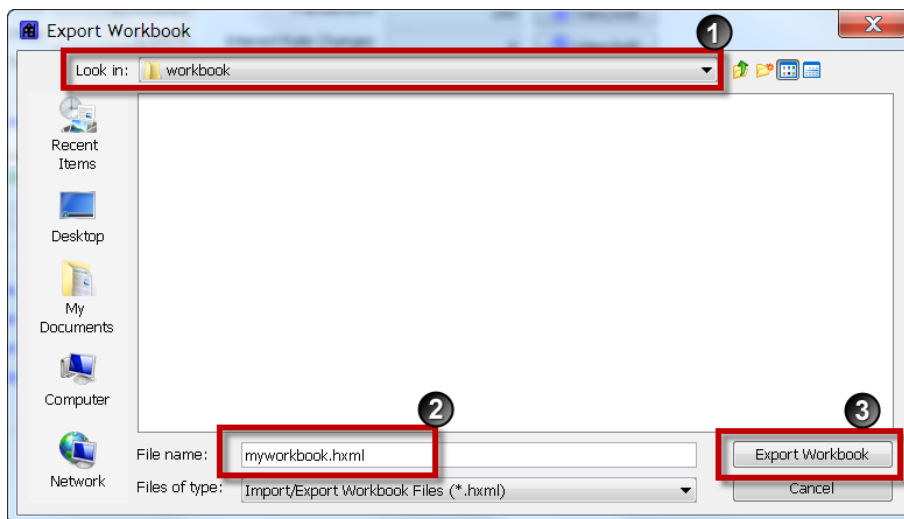 Export Workbook
X
1
Look in: workbook
Recent
Items
Desktop
My
Documents
Computer
Network
2
3
File name: myworkbook.hxml
Export Workbook
Files of type: Import/Export Workbook Files (*.hxml)
Cancel